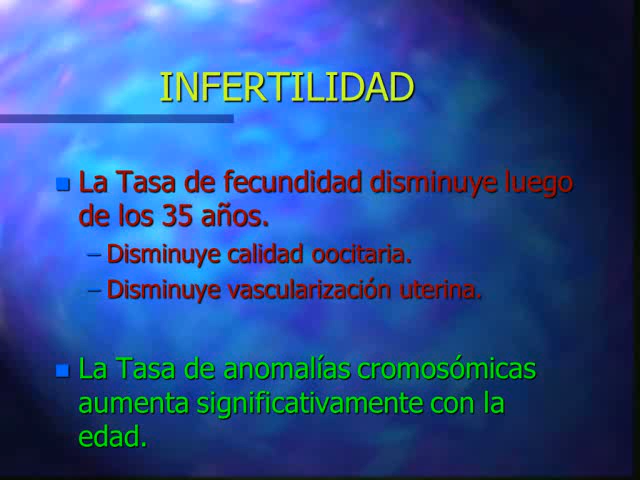 INFERTILIDAD
La Tasa de fecundidad disminuye luego
de los 35 años.
– Disminuye calidad oocitaria.
– Disminuye vascularización uterina.
La Tasa de anomalías cromosómicas
aumenta significativamente con la
edad.